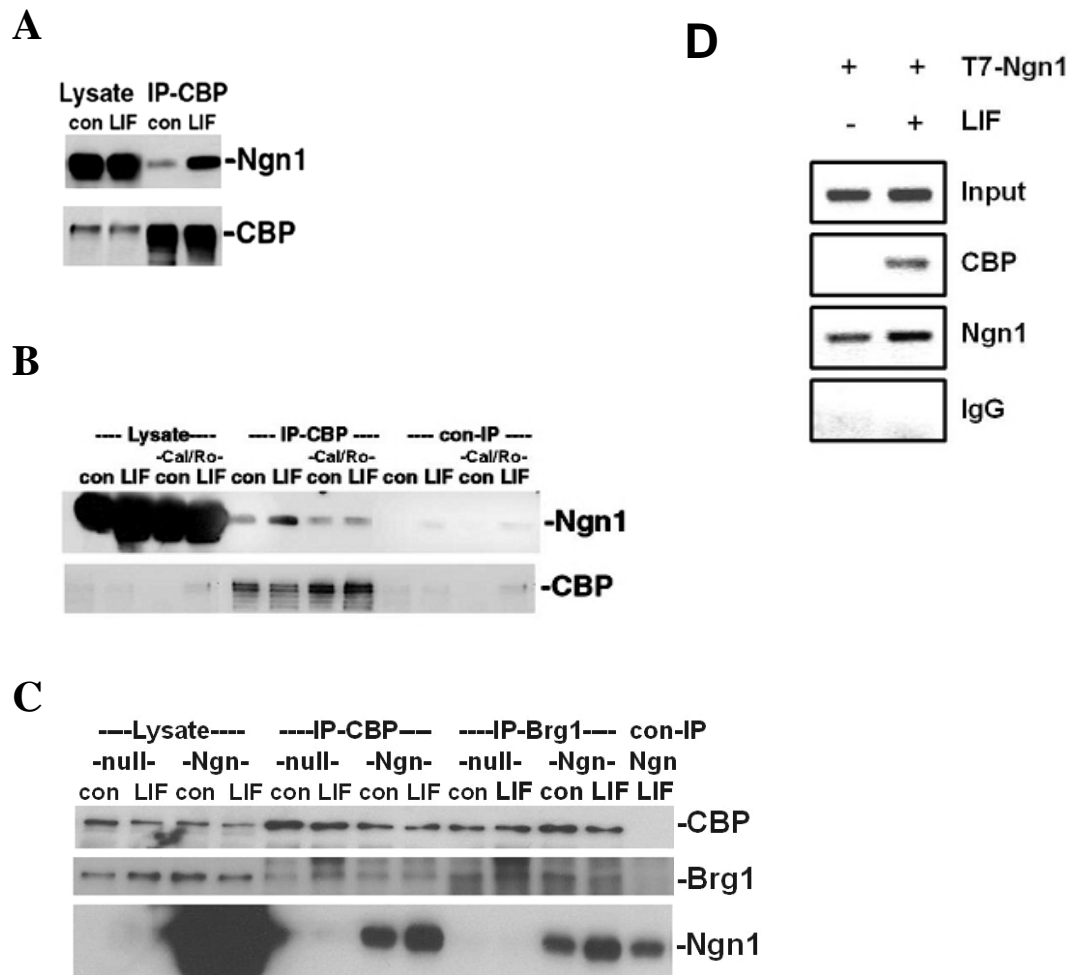 A
Lysate IP-CBP
con LIF con LIF
-Ngn1
-CBP
B
---- Lysate---- ---- IP-CBP ---- ---- con-IP ----
-Cal/Ro- -Cal/Ro- -Cal/Ro-
con LIF con LIF con LIF con LIF con LIF con LIF
-Ngn1
-CBP
C
----Lysate---- ----IP-CBP---- ----IP-Brg1---- con-IP
-null- -Ngn- -null- -Ngn- -null- -Ngn- Ngn
con LIF con LIF con LIF con LIF con LIF con LIF LIF
-CBP
-Brg1
-Ngn1
D
+ + T7-Ngn1
- + LIF
Input
CBP
Ngn1
IgG